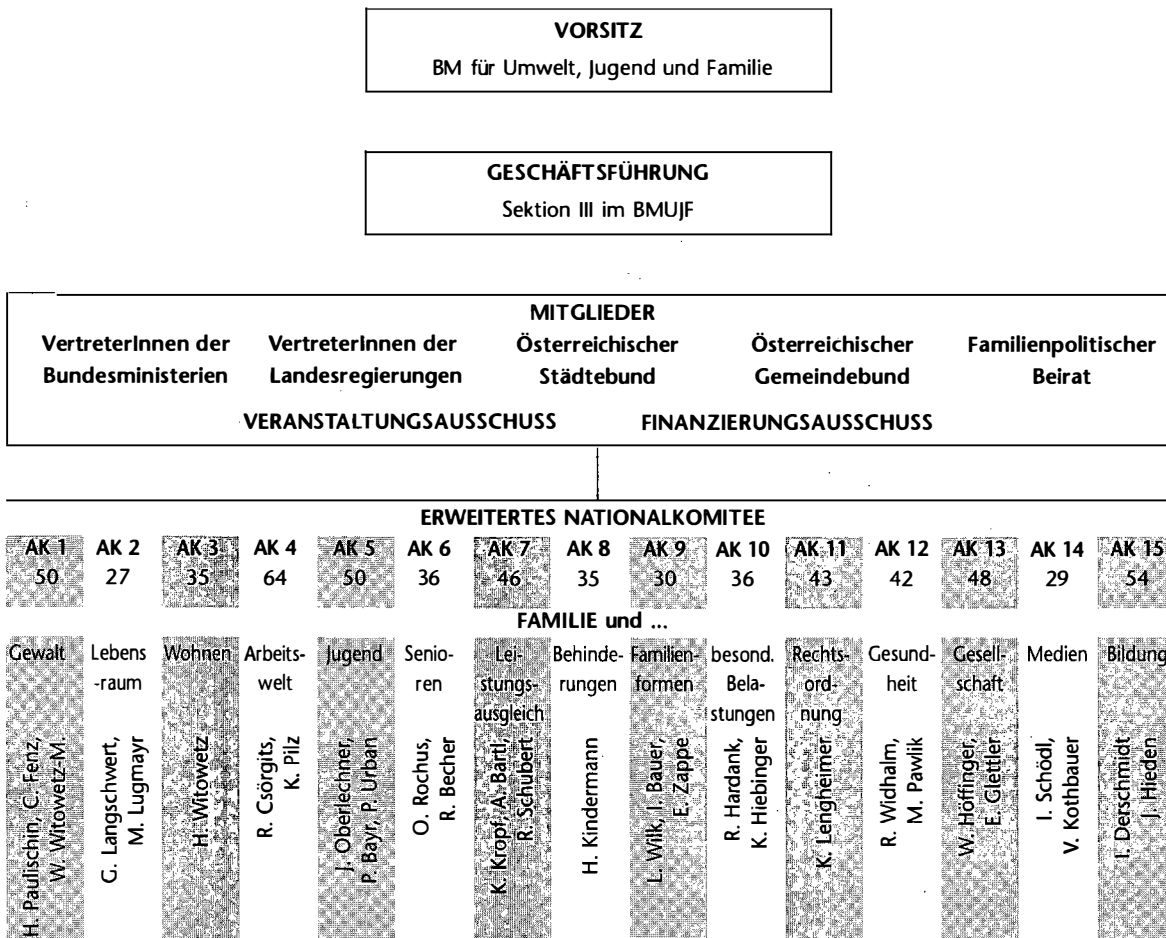 VORSITZ
BM für Umwelt, Jugend und Familie
GESCHÄFTSFÜHRUNG
Sektion III im BMUJF
MITGLIEDER
VertreterInnen der Bundesministerien
VertreterInnen der Landesregierungen
Österreichischer Städtebund
Österreichischer Gemeindebund
Familienpolitischer Beirat
VERANSTALTUNGSAUSSCHUSS FINANZIERUNGSAUSSCHUSS
ERWEITERTES NATIONALKOMITEE
AK 1 AK 2 AK 3 AK 4 AK 5 AK 6 AK 7 AK 8 AK 9 AK 10 AK 11 AK 12 AK 13 AK 14 AK 15
50 27 35 64 50 36 46 35 30 36 43 42 48 29 54
FAMILIE und ...
Gewalt
Lebens
-raum
Wohnen
Arbeits-
welt
Jugend
Senio-
ren
Lei-
stungs-
ausgleich
Behinde-
rungen
Familien-
formen
besond.
Bela-
stungen
Rechts-
ord-
nung
Gesund-
heit
Gesell-
schaft
Medien
Bildung
H. Paulischin, C. Fenz,
W. Witowetz-M.
G. Langschwert,
M. Lugmayr
H. Witowetz
R. Csörgits,
K. Pilz
J. Oberlechner,
P. Bayr, P. Urban
O. Rochus,
R. Becher
K. Kropf, A. Bartl,
R. Schubert
H. Kindermann
L. Wilk, I. Bauer,
E. Zappe
R. Hardank,
K. Hiebinger
K. Lengheimer
R. Widhalm,
M. Pawlik
W. Höffinger,
E. Glettler
I. Schödl,
V. Kothbauer
I. Derschmidt,
J. Hieden